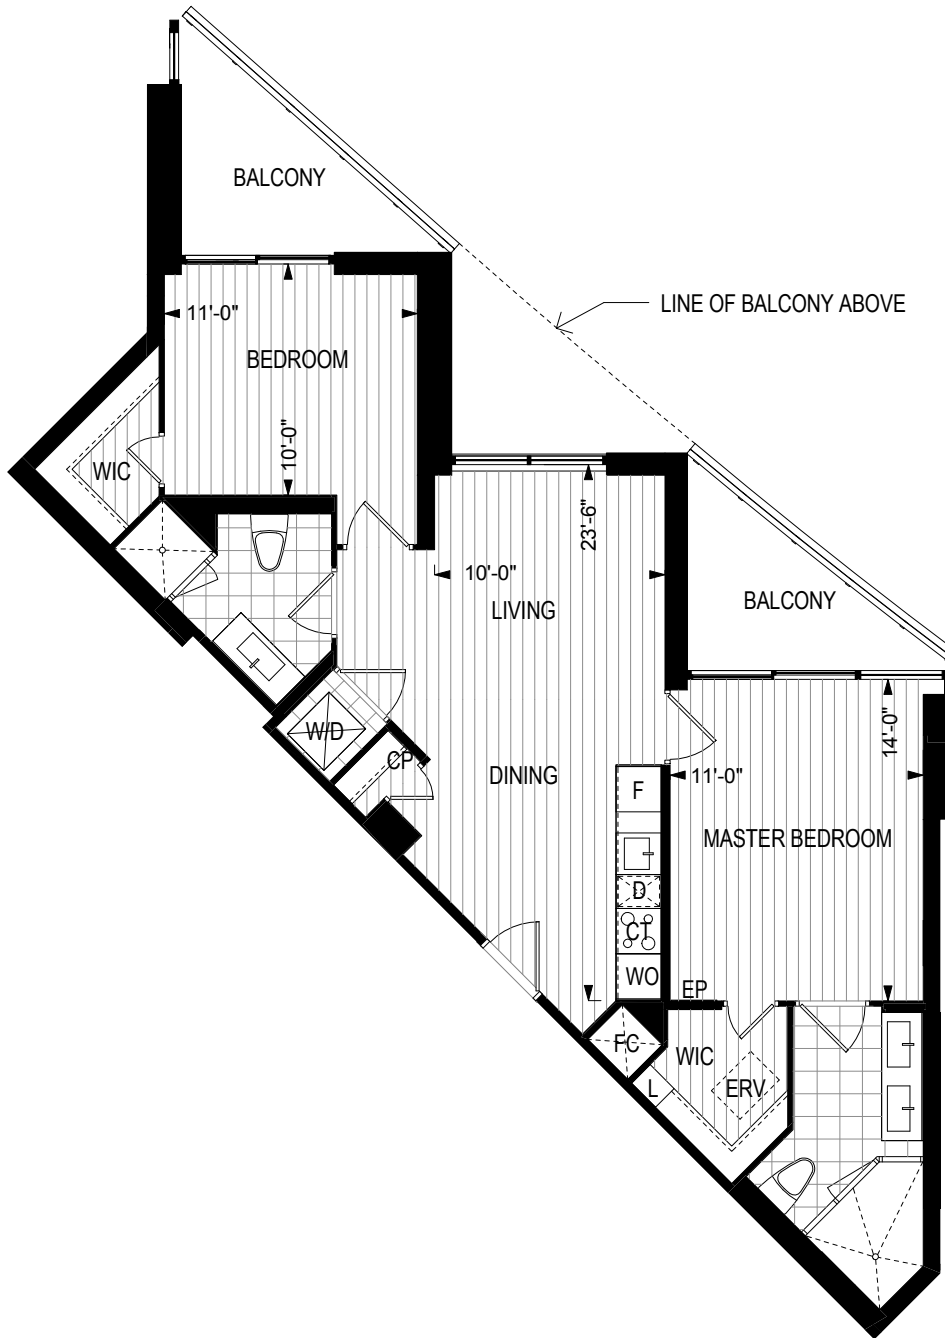 BALCONY
LINE OF BALCONY ABOVE
11'-0"
BEDROOM
10'-0"
WIC
23'-6"
10'-0"
LIVING
BALCONY
W/D
CP
DINING
14'-0"
11'-0"
F
MASTER BEDROOM
D
CT
WO
EP
FC
WIC
L
ERV